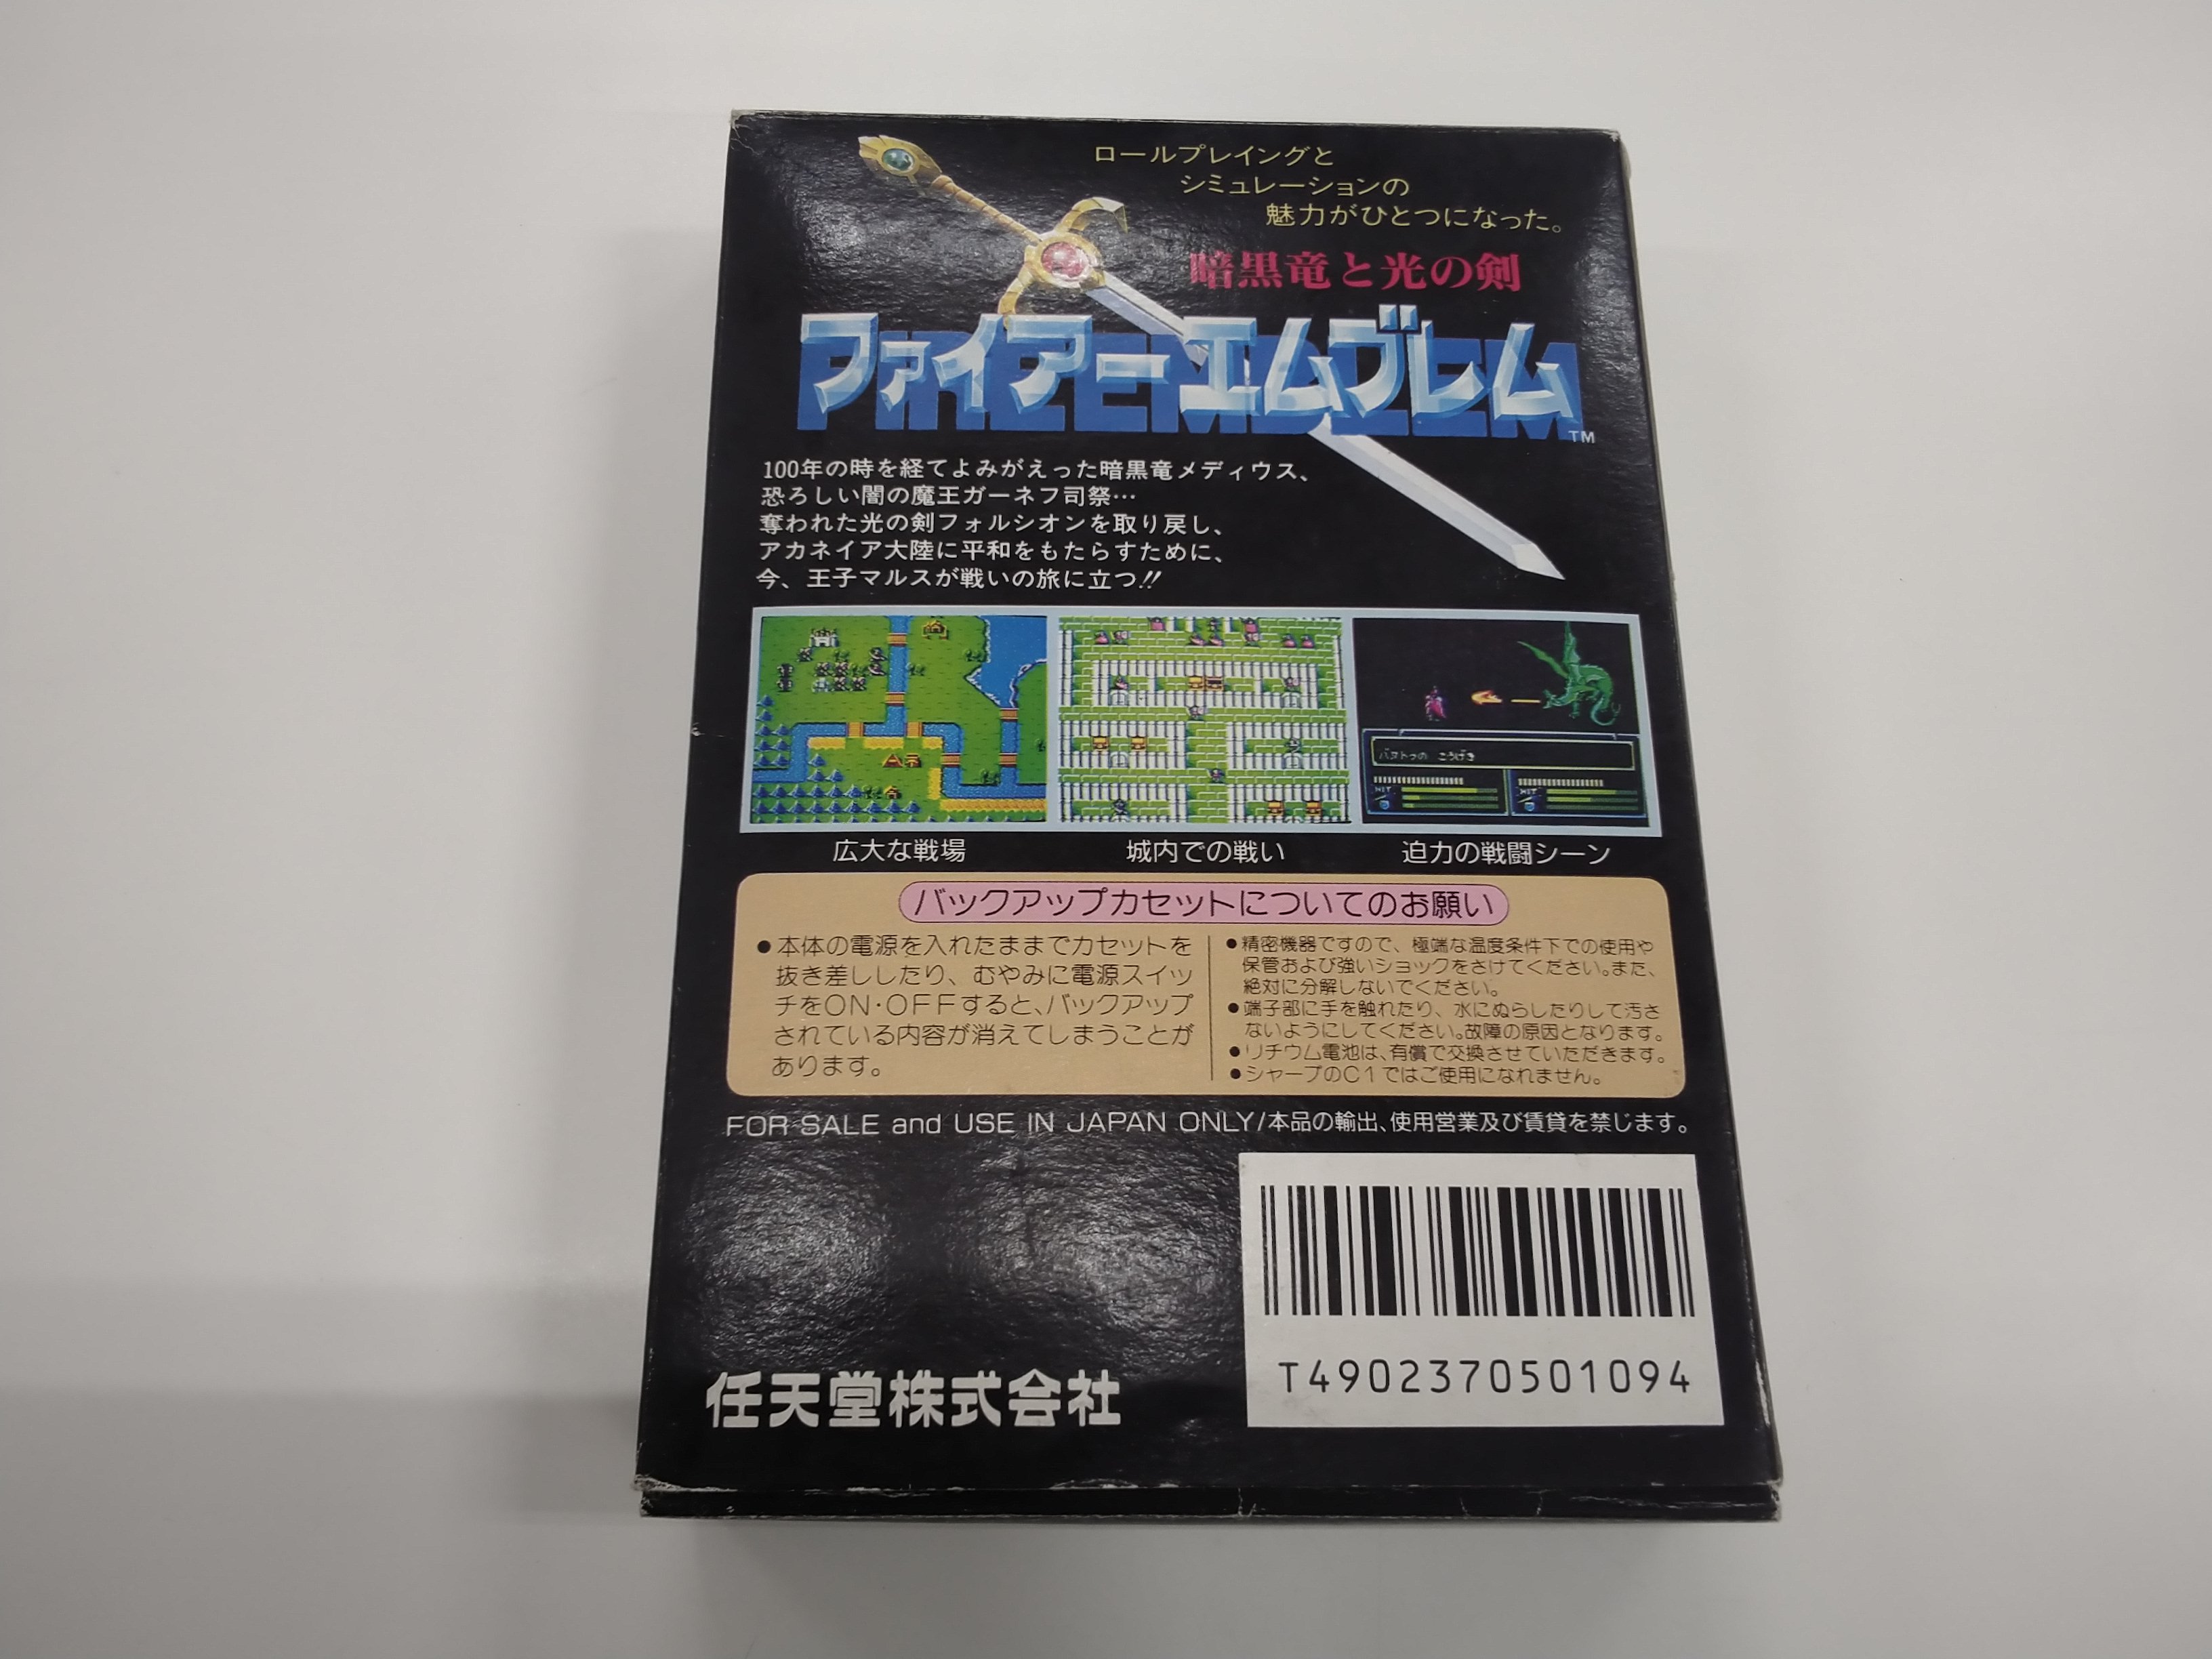 ロールプレイングと
シミュレーションの
魅力がひとつになった。
暗黒竜と光の剣
ファイアーエムブレム
FIRE EMBLEM
TM
100年の時を経てよみがえった暗黒竜メディウス、
恐ろしい闇の魔王ガーネフ司祭…
奪われた光の剣フォルシオンを取り戻し、
アカネイア大陸に平和をもたらすために、
今、王子マルスが戦いの旅に立つ!!
こうげき
HIT
HIT
広大な戦場
城内での戦い
迫力の戦闘シーン
バックアップカセットについてのお願い
●本体の電源を入れたままでカセットを
抜き差ししたり、むやみに電源スイッ
チをON・OFFすると、バックアップ
されている内容が消えてしまうことが
あります。
●精密機器ですので、極端な温度条件下での使用や
保管および強いショックをさけてください。また、
絶対に分解しないでください。
●端子部に手を触れたり、水にぬらしたりして汚さ
ないようにしてください。故障の原因となります。
●リチウム電池は、有償で交換させていただきます。
●シャープのC1ではご使用になれません。
FOR SALE and USE IN JAPAN ONLY/本品の輸出、使用営業及び賃貸を禁じます。
T4902370501094
任天堂株式会社